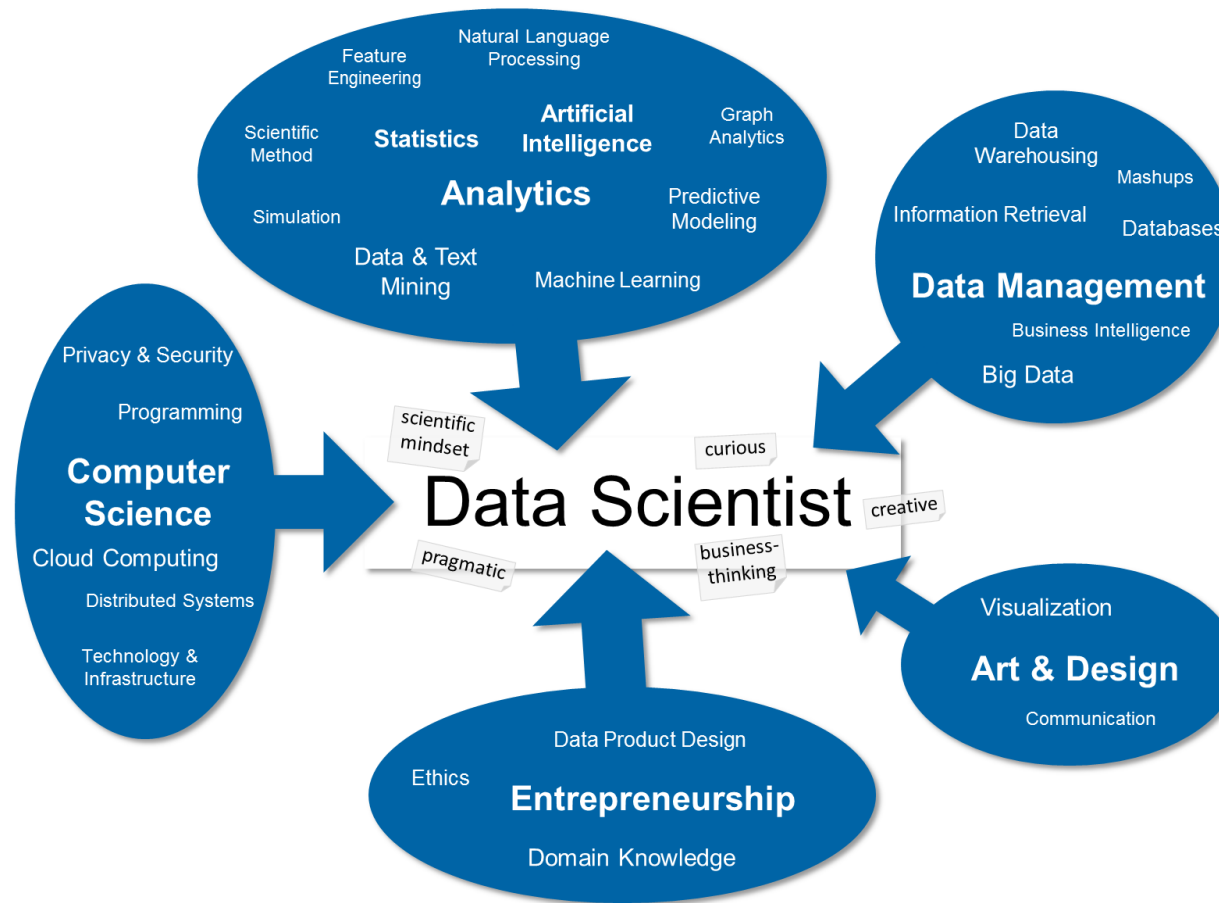 Natural Language
Processing
Feature
Engineering
Artificial
Intelligence
Graph
Analytics
Scientific
Method
Statistics
Analytics
Predictive
Modeling
Simulation
Data & Text
Mining
Machine Learning
Data
Warehousing
Mashups
Information Retrieval
Databases
Data Management
Business Intelligence
Big Data
Privacy & Security
Programming
Computer
Science
Cloud Computing
Distributed Systems
Technology &
Infrastructure
scientific
mindset
curious
Data Scientist
creative
pragmatic
business-
thinking
Visualization
Art & Design
Communication
Data Product Design
Ethics
Entrepreneurship
Domain Knowledge